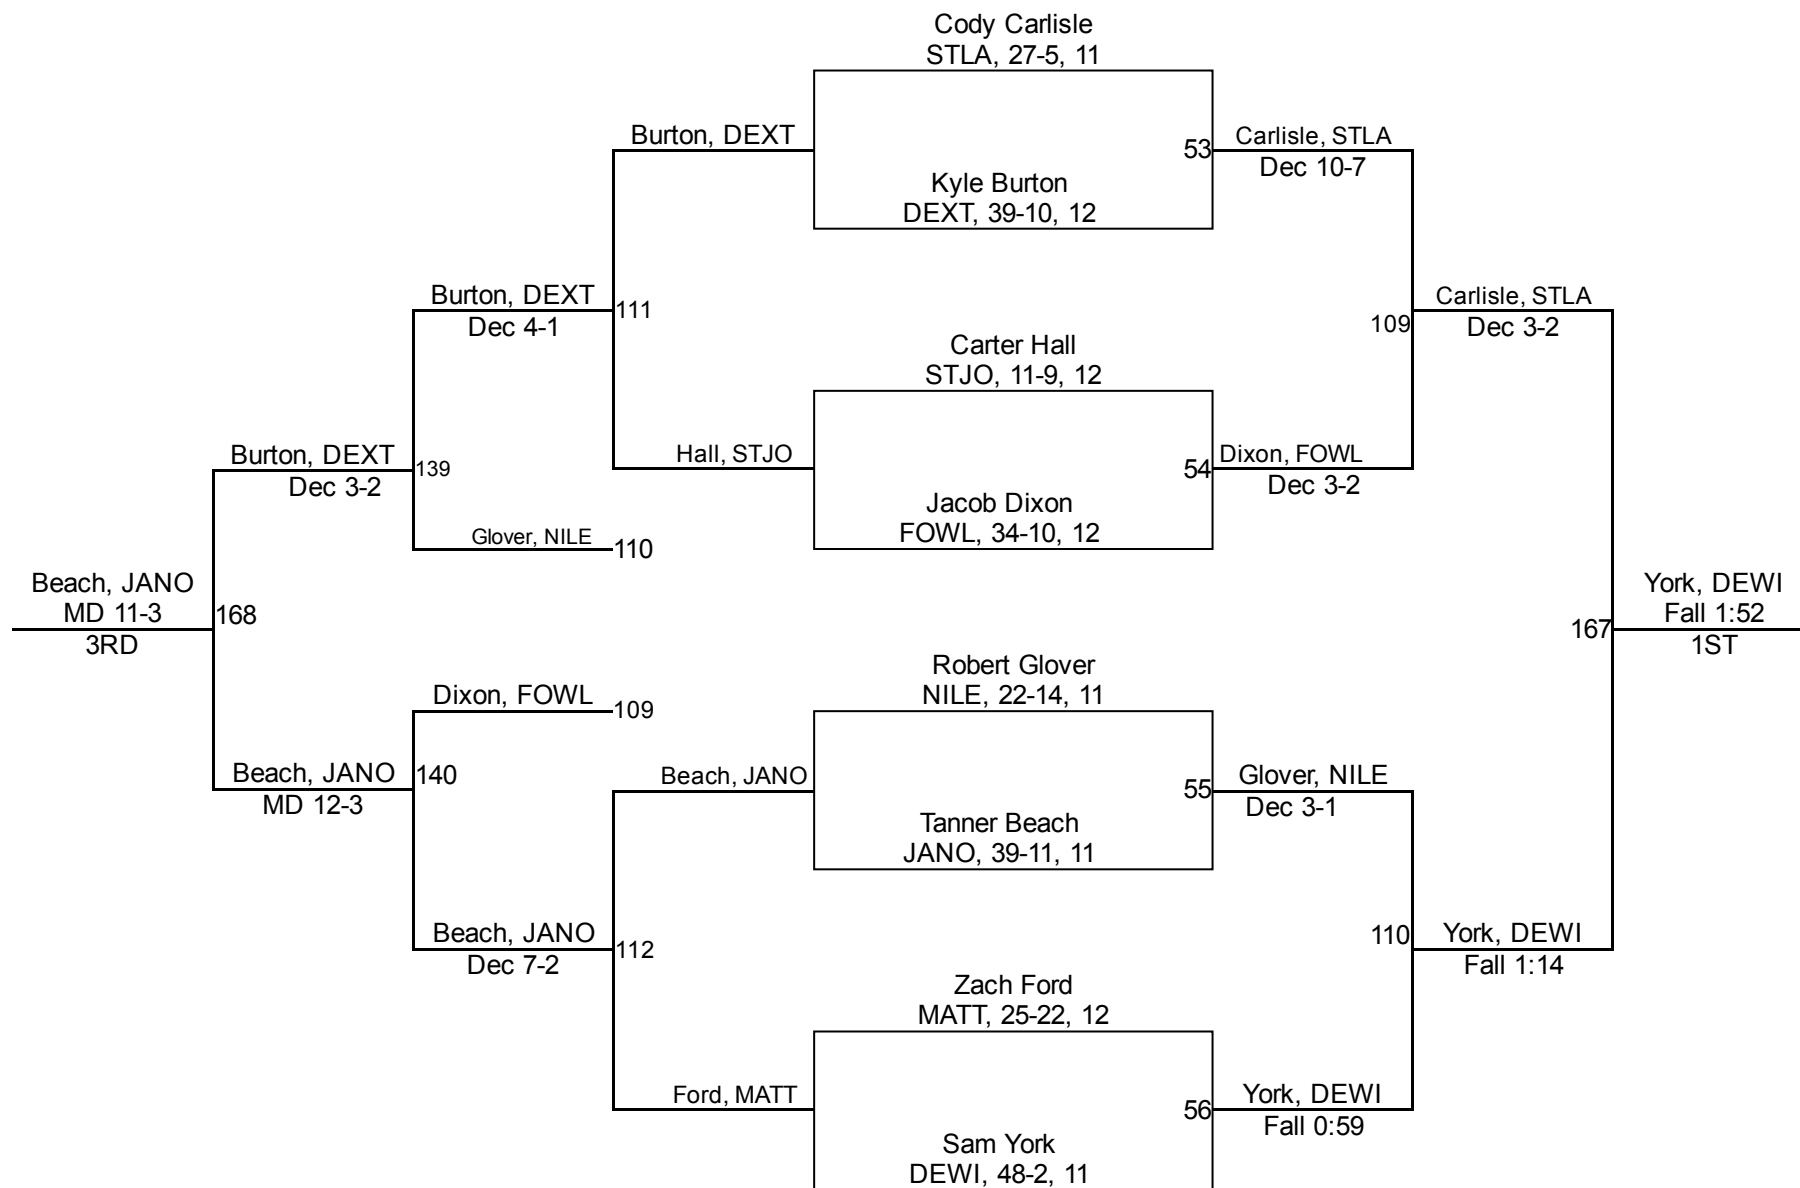 Cody Carlisle
STLA, 27-5, 11
Burton, DEXT
53
Carlisle, STLA
Dec 10-7
Kyle Burton
DEXT, 39-10, 12
Burton, DEXT
Dec 4-1
111
109
Carlisle, STLA
Dec 3-2
Carter Hall
STJO, 11-9, 12
Burton, DEXT
Dec 3-2
139
Hall, STJO
54
Dixon, FOWL
Dec 3-2
Jacob Dixon
FOWL, 34-10, 12
Glover, NILE
110
Beach, JANO
MD 11-3
3RD
168
167
York, DEWI
Fall 1:52
1ST
Robert Glover
NILE, 22-14, 11
Dixon, FOWL
109
Beach, JANO
MD 12-3
140
Beach, JANO
55
Glover, NILE
Dec 3-1
Tanner Beach
JANO, 39-11, 11
Beach, JANO
Dec 7-2
112
110
York, DEWI
Fall 1:14
Zach Ford
MATT, 25-22, 12
Ford, MATT
56
York, DEWI
Fall 0:59
Sam York
DEWI, 48-2, 11